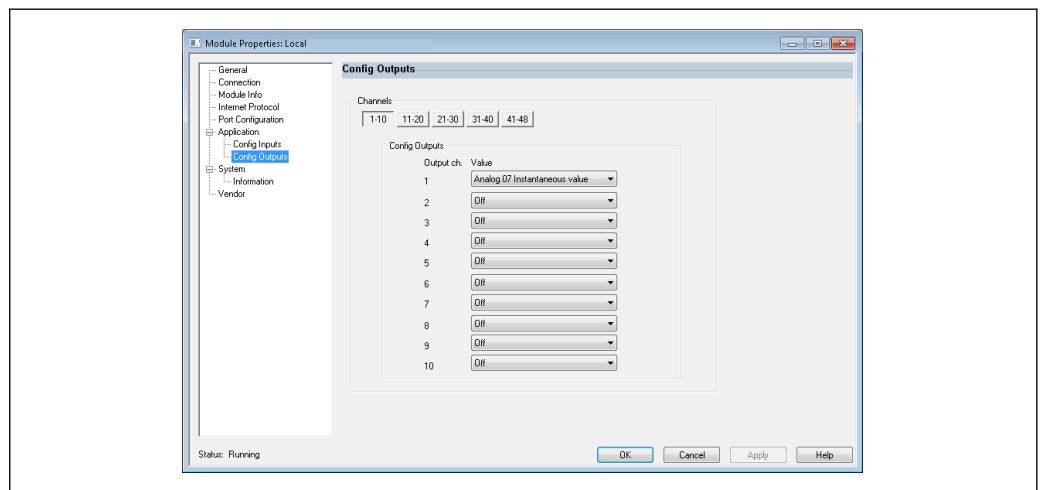 Module Properties: Local
General
Connection
Module Info
Internet Protocol
Port Configuration
Application
Config Inputs
Config Outputs
System
Information
Vendor
Config Outputs
Channels
1-10 11-20 21-30 31-40 41-48
Config Outputs
Output ch. Value
1 Analog 07 Instantaneous value
2 Off
3 Off
4 Off
5 Off
6 Off
7 Off
8 Off
9 Off
10 Off
Status: Running
OK Cancel Apply Help